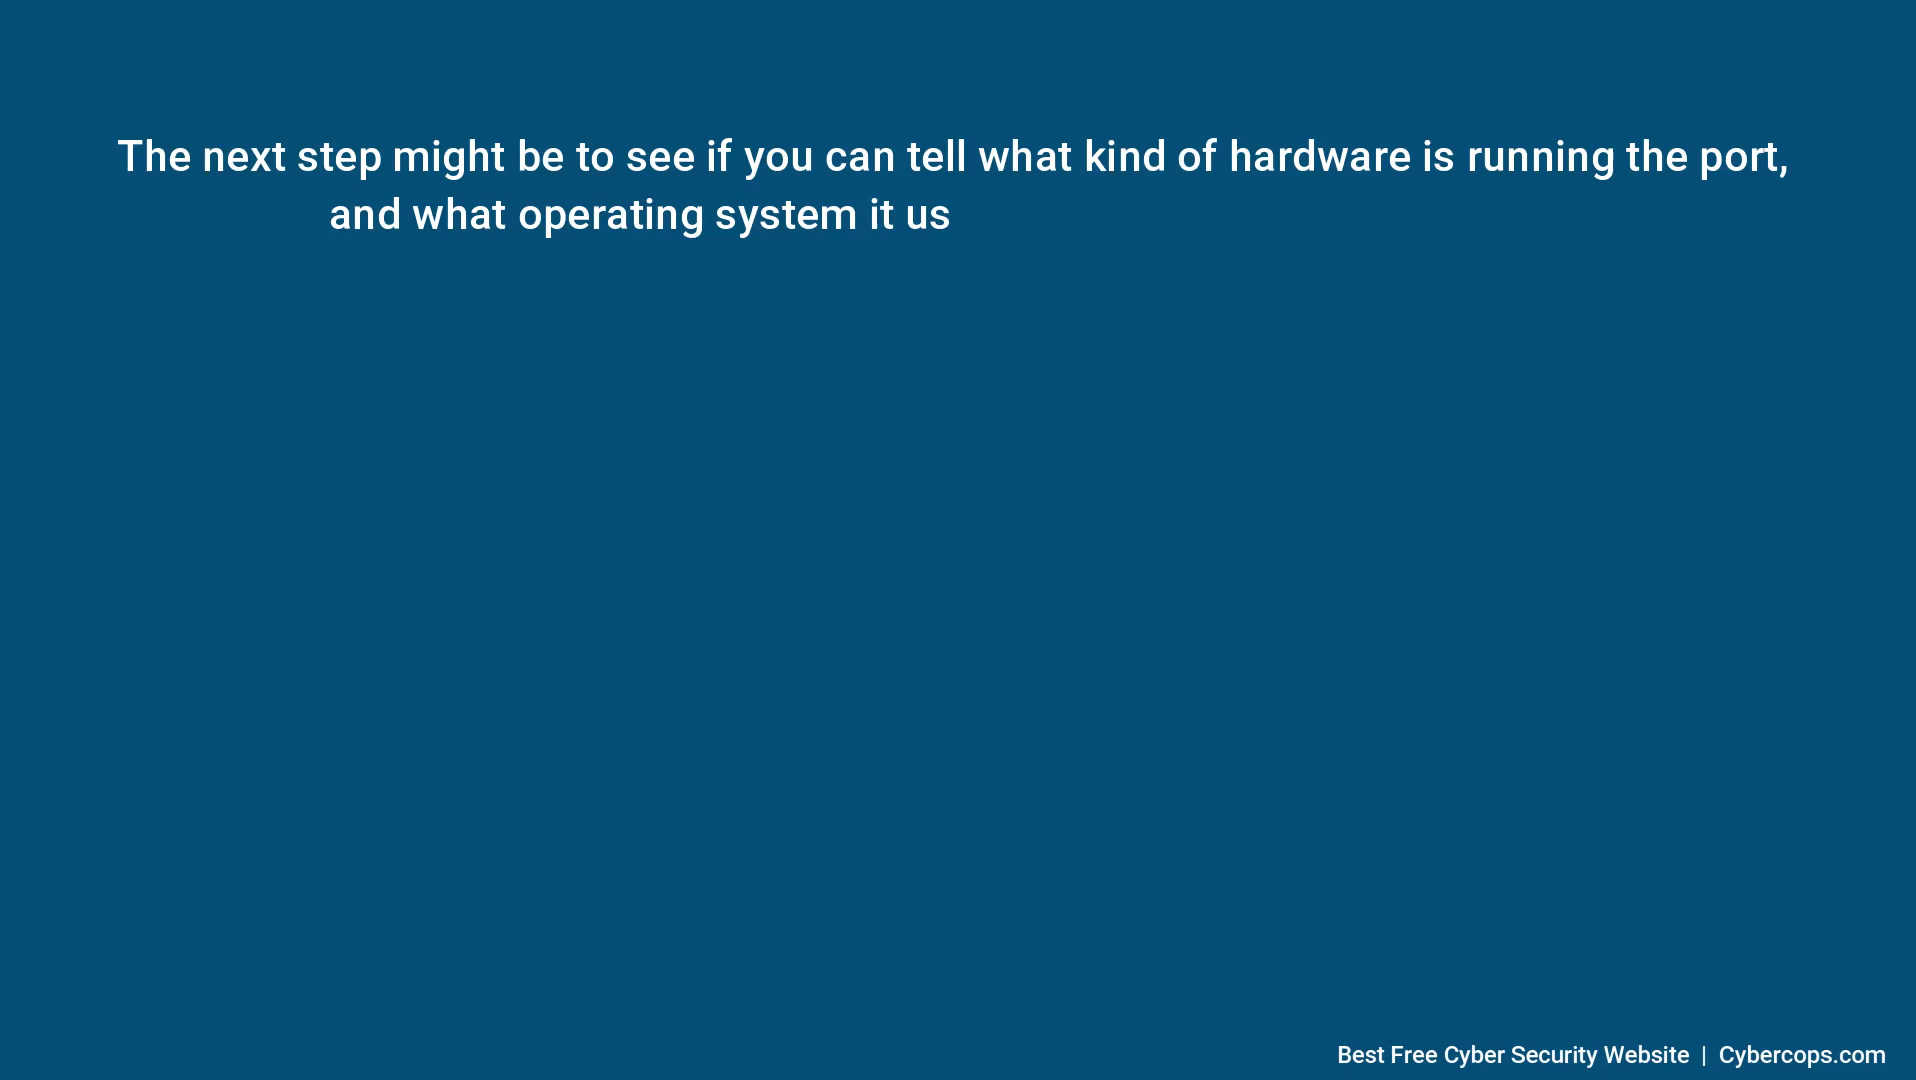 The next step might be to see if you can tell what kind of hardware is running the port,
and what operating system it us
Best Free Cyber Security Website | Cybercops.com